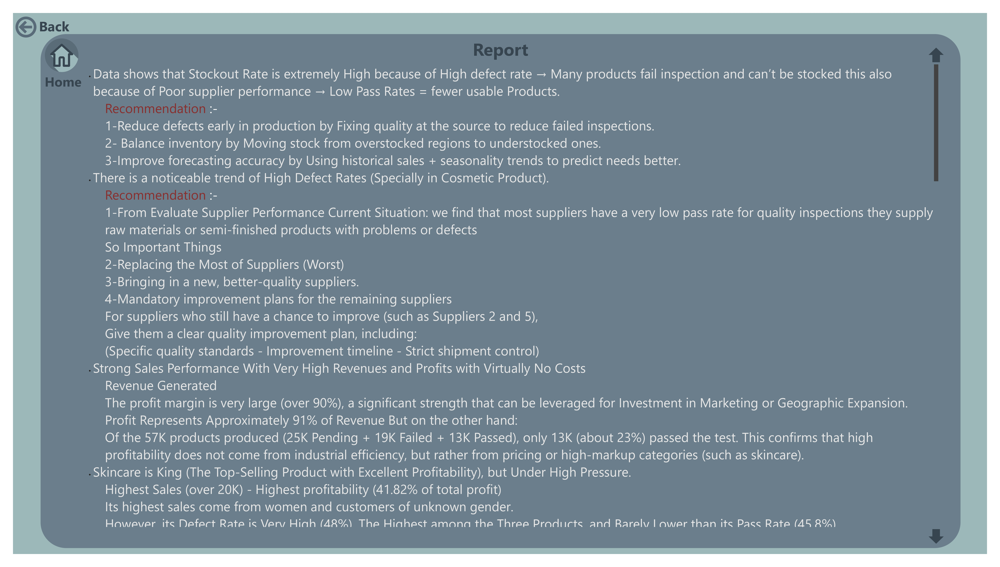 Back
Home
Report
Data shows that Stockout Rate is extremely High because of High defect rate → Many products fail inspection and can't be stocked this also
because of Poor supplier performance → Low Pass Rates = fewer usable Products.
Recommendation :-
1-Reduce defects early in production by Fixing quality at the source to reduce failed inspections.
2- Balance inventory by Moving stock from overstocked regions to understocked ones.
3-Improve forecasting accuracy by Using historical sales + seasonality trends to predict needs better.
There is a noticeable trend of High Defect Rates (Specially in Cosmetic Product).
Recommendation :-
1-From Evaluate Supplier Performance Current Situation: we find that most suppliers have a very low pass rate for quality inspections they supply
raw materials or semi-finished products with problems or defects
So Important Things
2-Replacing the Most of Suppliers (Worst)
3-Bringing in a new, better-quality suppliers.
4-Mandatory improvement plans for the remaining suppliers
For suppliers who still have a chance to improve (such as Suppliers 2 and 5),
Give them a clear quality improvement plan, including:
(Specific quality standards - Improvement timeline - Strict shipment control)
Strong Sales Performance With Very High Revenues and Profits with Virtually No Costs
Revenue Generated
The profit margin is very large (over 90%), a significant strength that can be leveraged for Investment in Marketing or Geographic Expansion.
Profit Represents Approximately 91% of Revenue But on the other hand:
Of the 57K products produced (25K Pending + 19K Failed + 13K Passed), only 13K (about 23%) passed the test. This confirms that high
profitability does not come from industrial efficiency, but rather from pricing or high-markup categories (such as skincare).
Skincare is King (The Top-Selling Product with Excellent Profitability), but Under High Pressure.
Highest Sales (over 20K) - Highest profitability (41.82% of total profit)
Its highest sales come from women and customers of unknown gender.
However, its Defect Rate is Very High (48%), The Highest among the Three Products, and Barely Lower than its Pass Rate (45.8%)